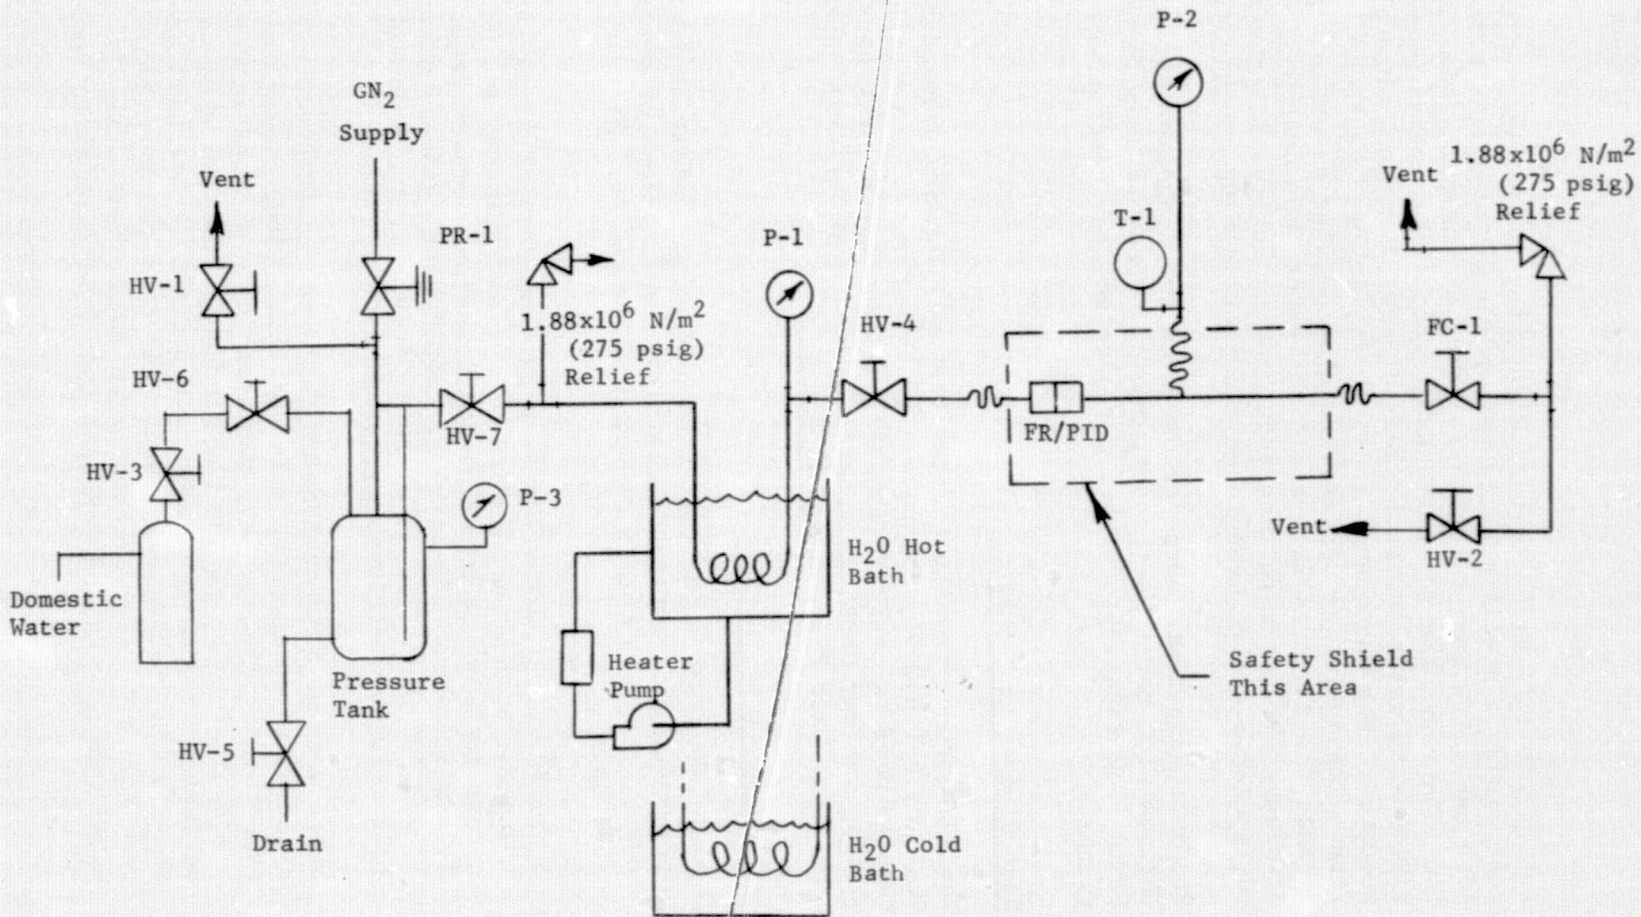 P-2
GN2
Supply
Vent
PR-1
HV-1
1.88x10^6 N/m^2
(275 psig)
Relief
P-1
HV-4
T-1
Vent
1.88x10^6 N/m^2
(275 psig)
Relief
FC-1
HV-6
HV-7
FR/PID
HV-3
P-3
H2O Hot
Bath
Vent
HV-2
Domestic
Water
Pressure
Tank
Heater
Pump
Safety Shield
This Area
HV-5
Drain
H2O Cold
Bath